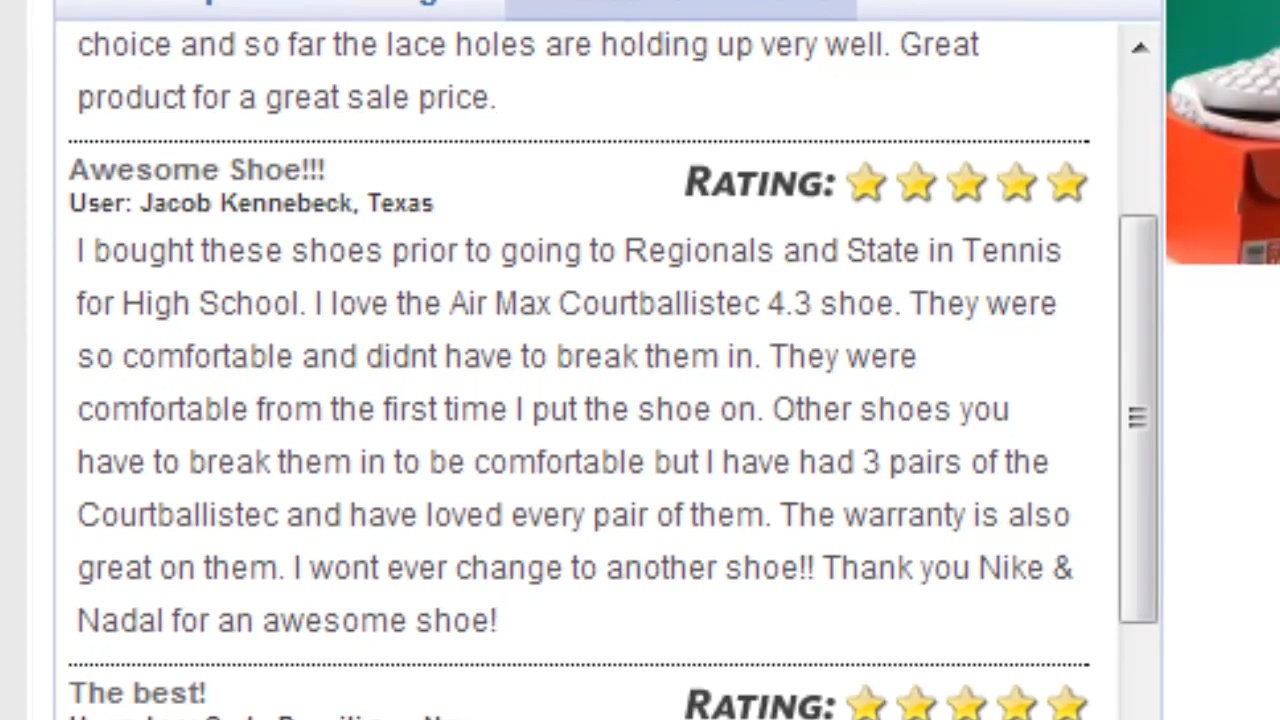 choice and so far the lace holes are holding up very well. Great
product for a great sale price.
Awesome Shoe!!!
RATING:
User: Jacob Kennebeck, Texas
I bought these shoes prior to going to Regionals and State in Tennis
for High School. I love the Air Max Courtballistec 4.3 shoe. They were
so comfortable and didnt have to break them in. They were
comfortable from the first time I put the shoe on. Other shoes you
have to break them in to be comfortable but I have had 3 pairs of the
Courtballistec and have loved every pair of them. The warranty is also
great on them. I wont ever change to another shoe!! Thank you Nike &
Nadal for an awesome shoe!
The best!
RATING: